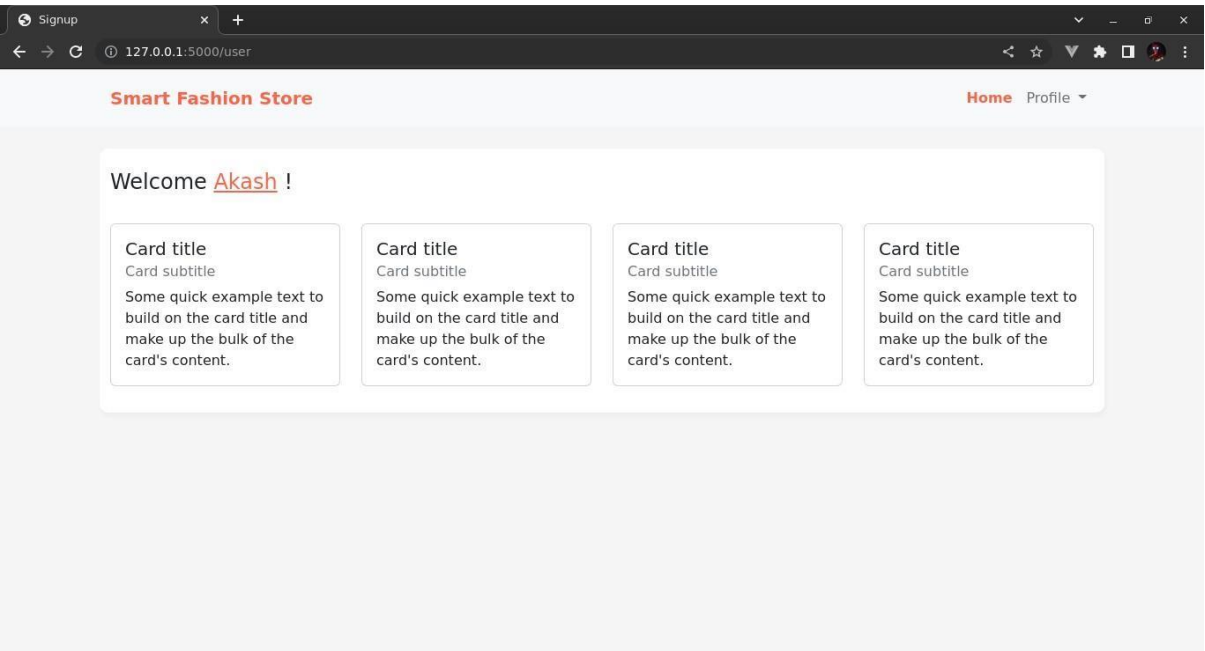 Signup
127.0.0.1:5000/user
Smart Fashion Store
Home Profile
Welcome Akash !
Card title
Card subtitle
Some quick example text to
build on the card title and
make up the bulk of the
card's content.
Card title
Card subtitle
Some quick example text to
build on the card title and
make up the bulk of the
card's content.
Card title
Card subtitle
Some quick example text to
build on the card title and
make up the bulk of the
card's content.
Card title
Card subtitle
Some quick example text to
build on the card title and
make up the bulk of the
card's content.